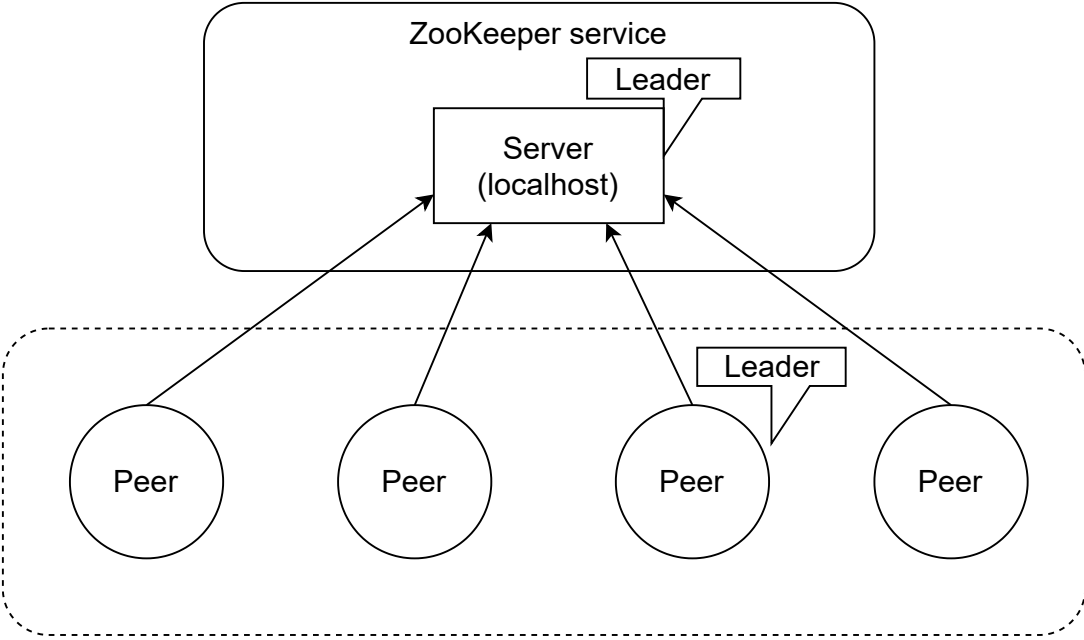 ZooKeeper service
Leader
Server
(localhost)
Leader
Peer
Peer
Peer
Peer